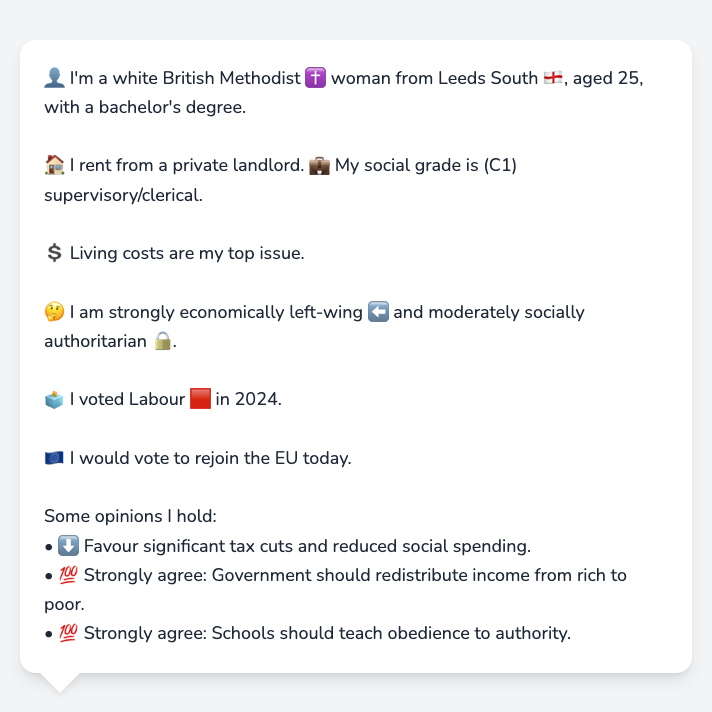 👤 I'm a white British Methodist ✝️ woman from Leeds South 🏴󠁧󠁢󠁥󠁮󠁧󠁿, aged 25,
with a bachelor's degree.
🏠 I rent from a private landlord. 💼 My social grade is (C1)
supervisory/clerical.
💲 Living costs are my top issue.
🤔 I am strongly economically left-wing ⬅️ and moderately socially
authoritarian 🔒.
🗳️ I voted Labour 🟥 in 2024.
🇪🇺 I would vote to rejoin the EU today.
Some opinions I hold:
• ⬇️ Favour significant tax cuts and reduced social spending.
• 💯 Strongly agree: Government should redistribute income from rich to
poor.
• 💯 Strongly agree: Schools should teach obedience to authority.